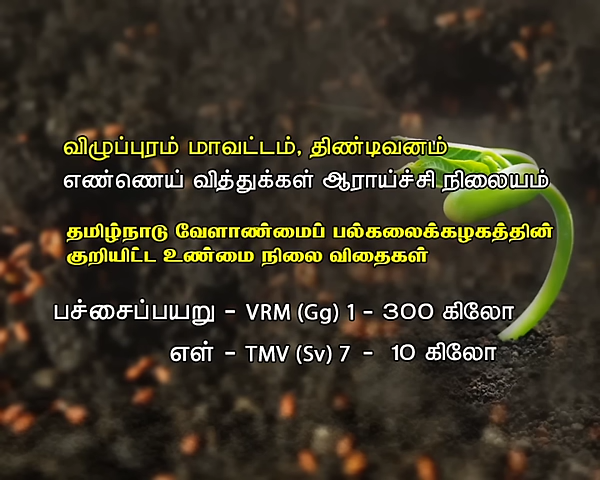 விழுப்புரம் மாவட்டம், திண்டிவனம்
எண்ணெய் வித்துக்கள் ஆராய்ச்சி நிலையம்
தமிழ்நாடு வேளாண்மைப் பல்கலைக்கழகத்தின்
குறியிட்ட உண்மை நிலை விதைகள்
பச்சைப்பயறு - VRM (Gg) 1 - 300 கிலோ
எள் - TMV (Sv) 7 - 10 கிலோ